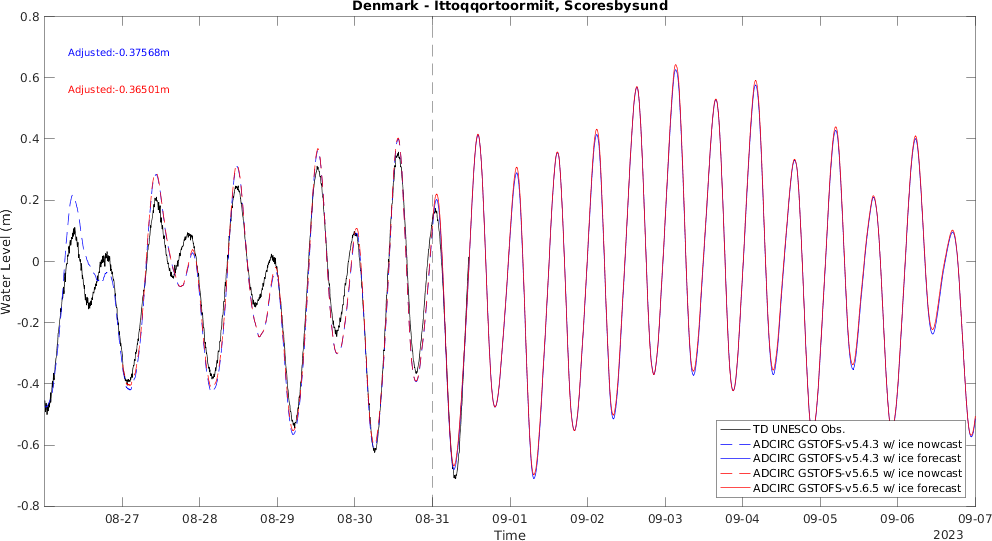 Denmark - Ittoqqortoormiit, Scoresbysund
0.8
0.6
0.4
0.2
0
-0.2
-0.4
-0.6
-0.8
Water Level (m)
Adjusted:-0.37568m
Adjusted:-0.36501m
TD UNESCO Obs.
ADCIRC GSTOFS-v5.4.3 w/ ice nowcast
ADCIRC GSTOFS-v5.4.3 w/ ice forecast
ADCIRC GSTOFS-v5.6.5 w/ ice nowcast
ADCIRC GSTOFS-v5.6.5 w/ ice forecast
08-27 08-28 08-29 08-30 08-31 09-01 09-02 09-03 09-04 09-05 09-06 09-07
Time
2023